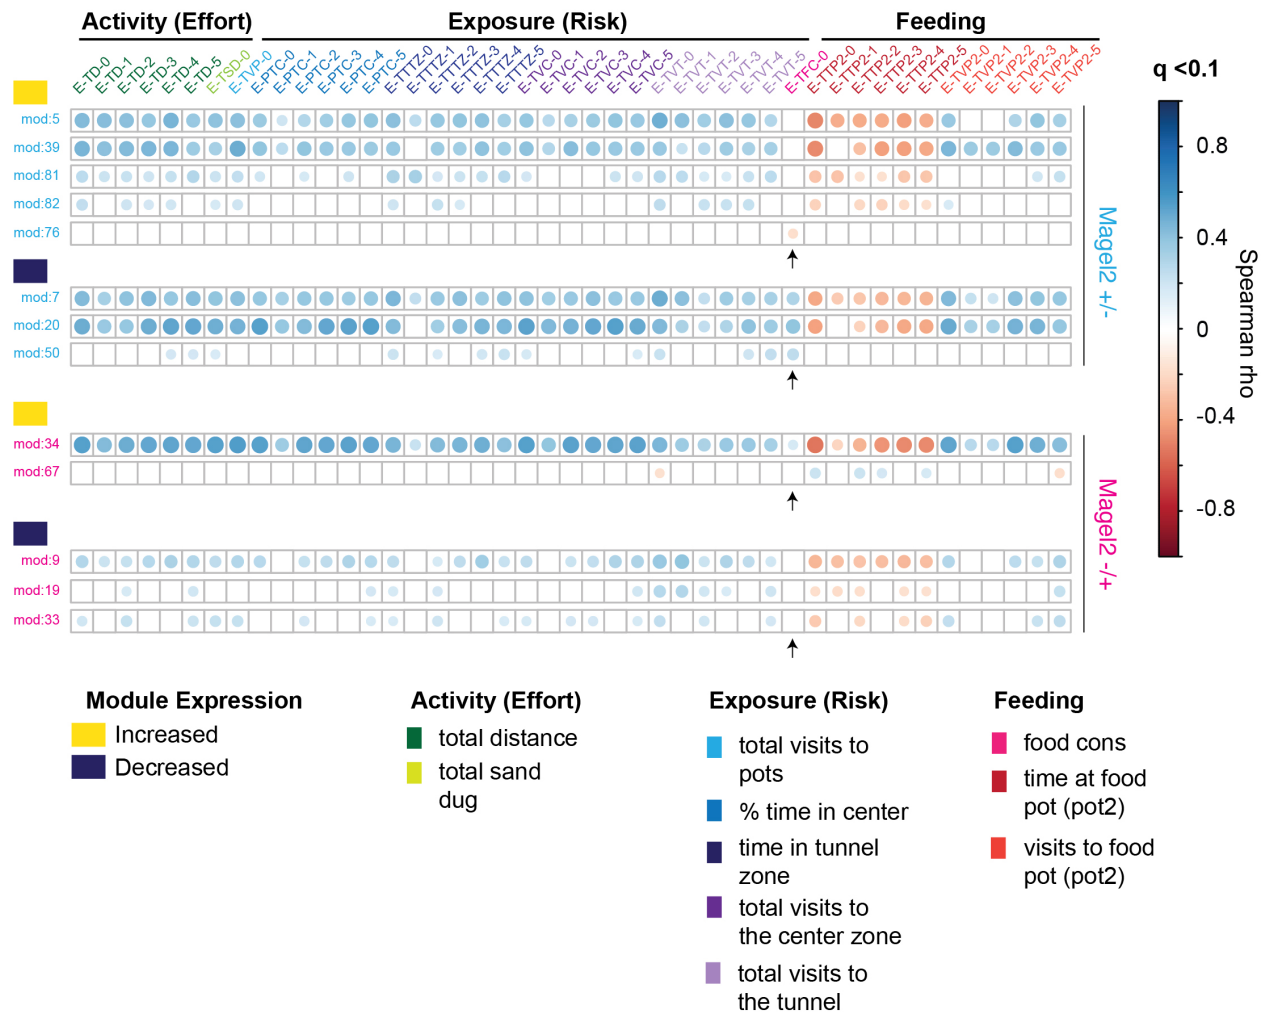 Activity (Effort)
Exposure (Risk)
Feeding
E-TD-0
E-TD-1
E-TD-2
E-TD-3
E-TD-4
E-TD-5
E-TSD-0
E-TVP-0
E-PTC-0
E-PTC-1
E-PTC-2
E-PTC-3
E-PTC-4
E-PTC-5
E-TTTZ-0
E-TTTZ-1
E-TTTZ-2
E-TTTZ-3
E-TTTZ-4
E-TTTZ-5
E-TVC-0
E-TVC-1
E-TVC-2
E-TVC-3
E-TVC-4
E-TVC-5
E-TVT-0
E-TVT-1
E-TVT-2
E-TVT-3
E-TVT-4
E-TVT-5
E-TFC-0
E-TTP2-0
E-TTP2-1
E-TTP2-2
E-TTP2-3
E-TTP2-4
E-TTP2-5
E-TVP2-0
E-TVP2-1
E-TVP2-2
E-TVP2-3
E-TVP2-4
E-TVP2-5
q <0.1
mod:5
mod:39
mod:81
mod:82
mod:76
mod:7
mod:20
mod:50
Magel2 +/-
mod:34
mod:67
mod:9
mod:19
mod:33
Magel2 -/+
0.8
0.4
0
-0.4
-0.8
Spearman rho
Module Expression
Increased
Decreased
Activity (Effort)
total distance
total sand
dug
Exposure (Risk)
total visits to
pots
% time in center
time in tunnel
zone
total visits to
the center zone
total visits to
the tunnel
Feeding
food cons
time at food
pot (pot2)
visits to food
pot (pot2)